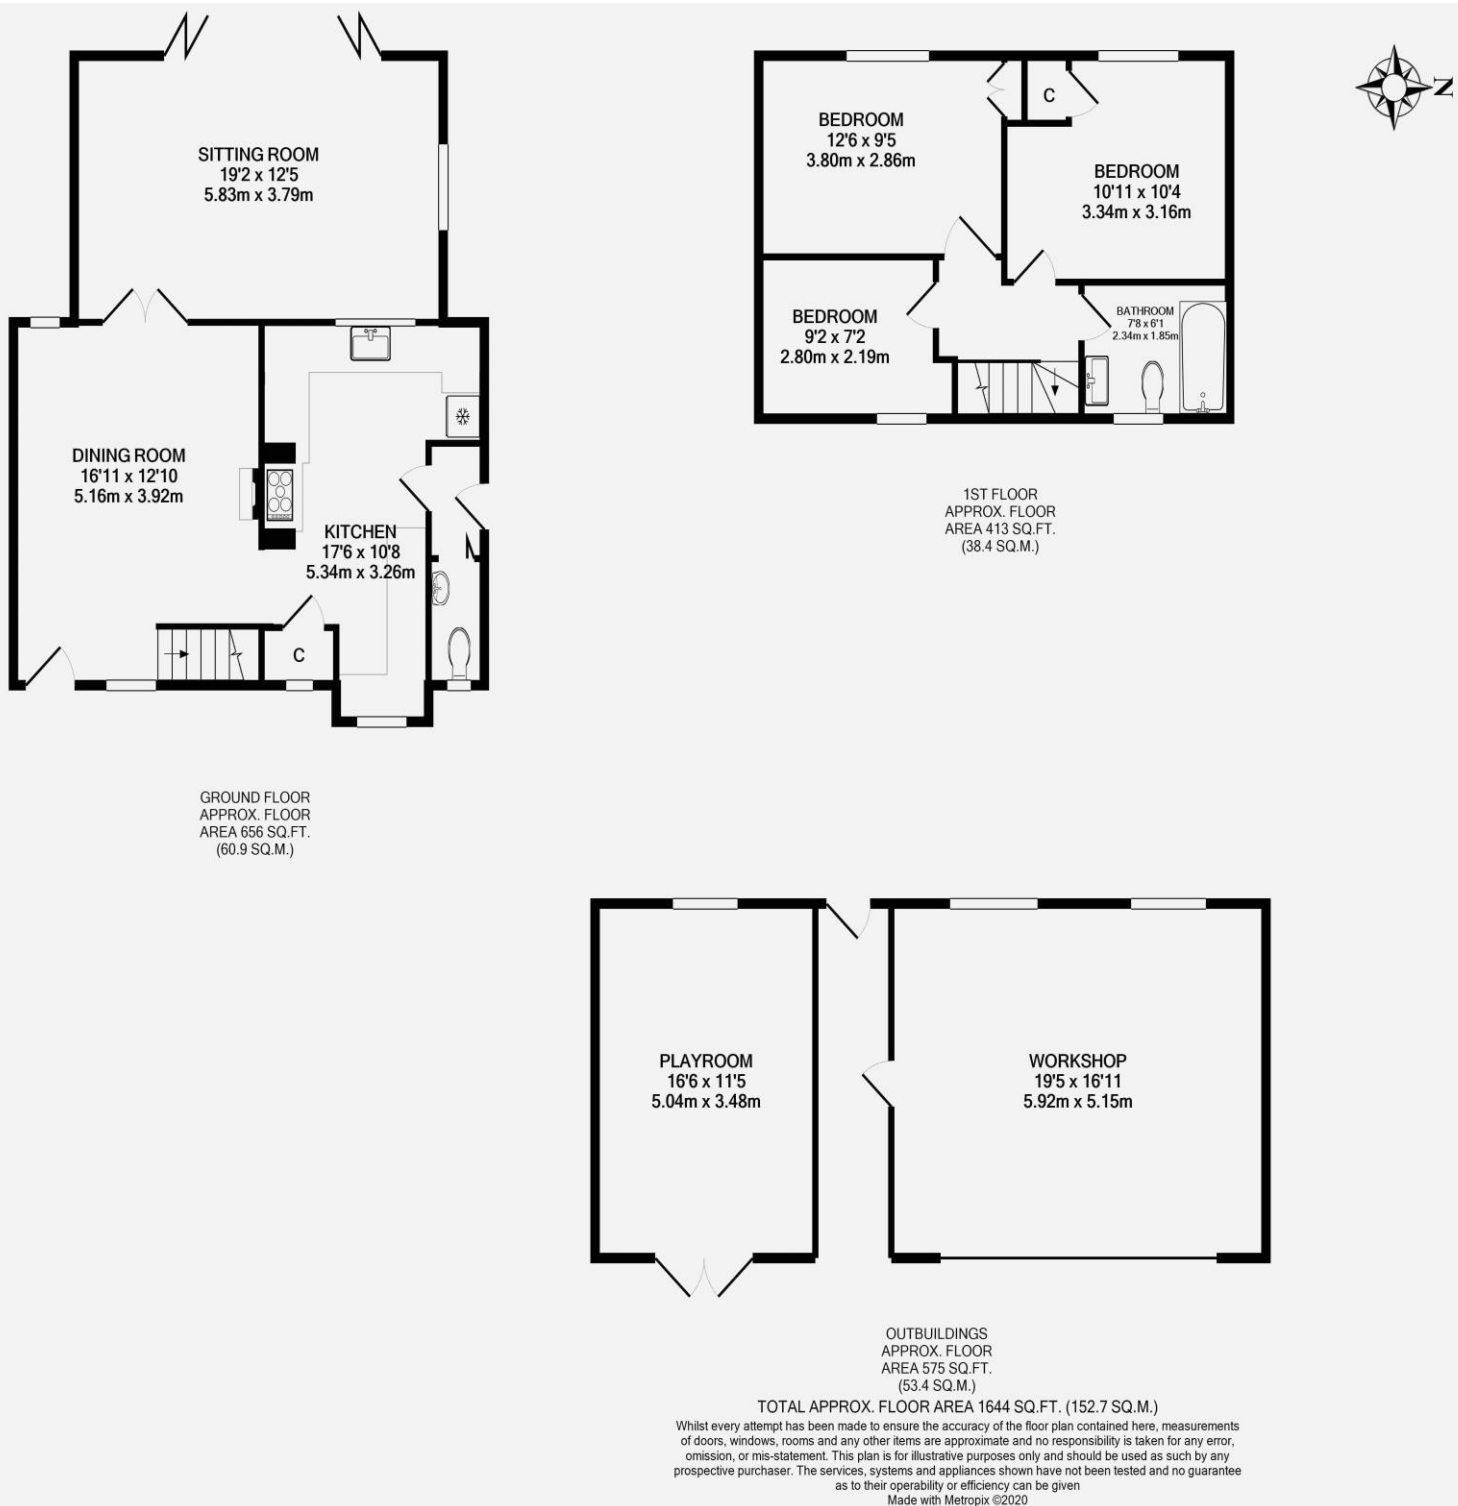 SITTING ROOM
19'2 x 12'5
5.83m x 3.79m
DINING ROOM
16'11 x 12'10
5.16m x 3.92m
KITCHEN
17'6 x 10'8
5.34m x 3.26m
C
GROUND FLOOR
APPROX. FLOOR
AREA 656 SQ.FT.
(60.9 SQ.M.)
BEDROOM
12'6 x 9'5
3.80m x 2.86m
C
BEDROOM
10'11 x 10'4
3.34m x 3.16m
BEDROOM
9'2 x 7'2
2.80m x 2.19m
BATHROOM
7'8 x 6'1
2.34m x 1.85m
N
1ST FLOOR
APPROX. FLOOR
AREA 413 SQ.FT.
(38.4 SQ.M.)
PLAYROOM
16'6 x 11'5
5.04m x 3.48m
WORKSHOP
19'5 x 16'11
5.92m x 5.15m
OUTBUILDINGS
APPROX. FLOOR
AREA 575 SQ.FT.
(53.4 SQ.M.)
TOTAL APPROX. FLOOR AREA 1644 SQ.FT. (152.7 SQ.M.)
Whilst every attempt has been made to ensure the accuracy of the floor plan contained here, measurements
of doors, windows, rooms and any other items are approximate and no responsibility is taken for any error,
omission, or mis-statement. This plan is for illustrative purposes only and should be used as such by any
prospective purchaser. The services, systems and appliances shown have not been tested and no guarantee
as to their operability or efficiency can be given
Made with Metropix ©2020